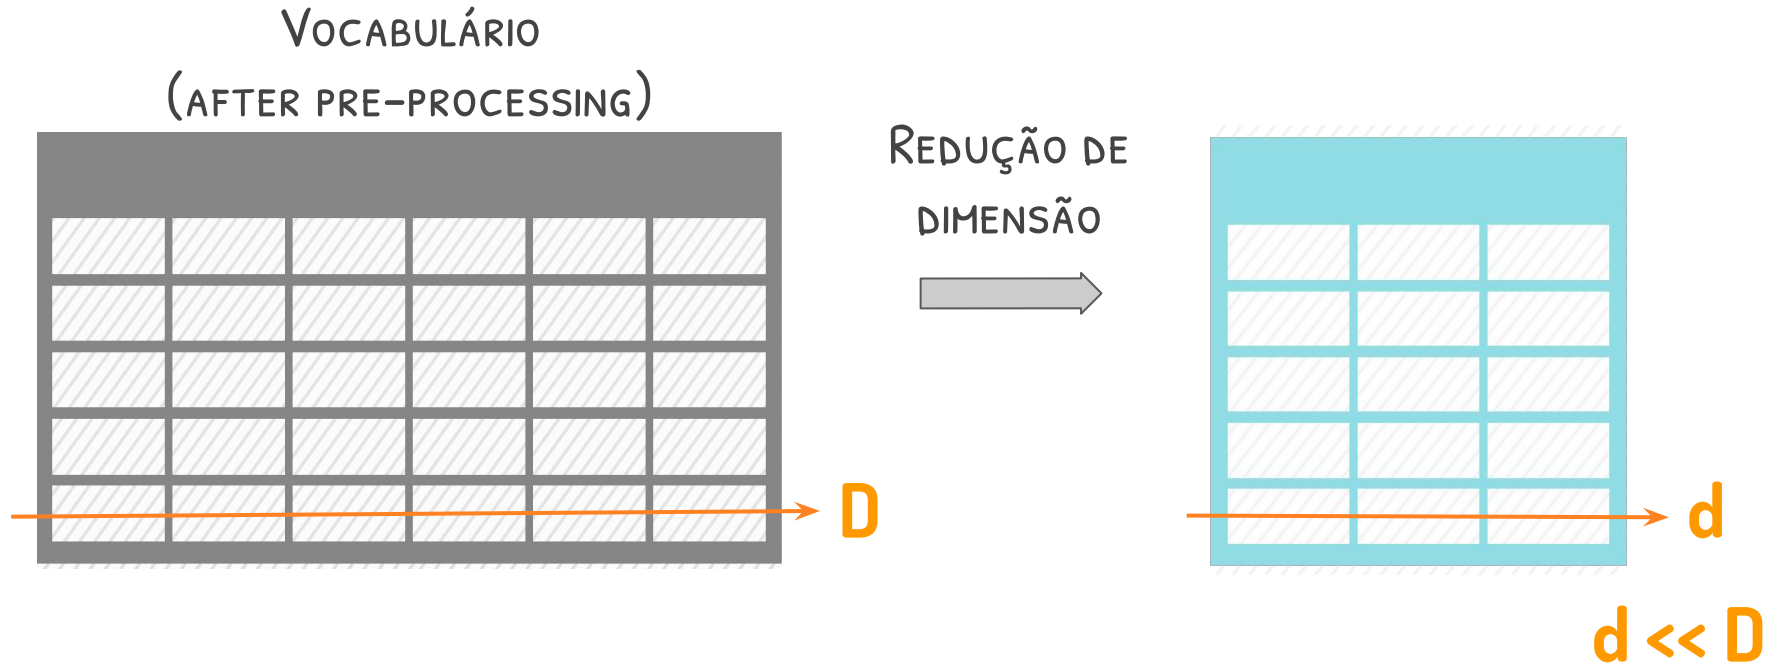 VOCABULÁRIO
(AFTER PRE-PROCESSING)
REDUÇÃO DE
DIMENSÃO
D
d
d << D